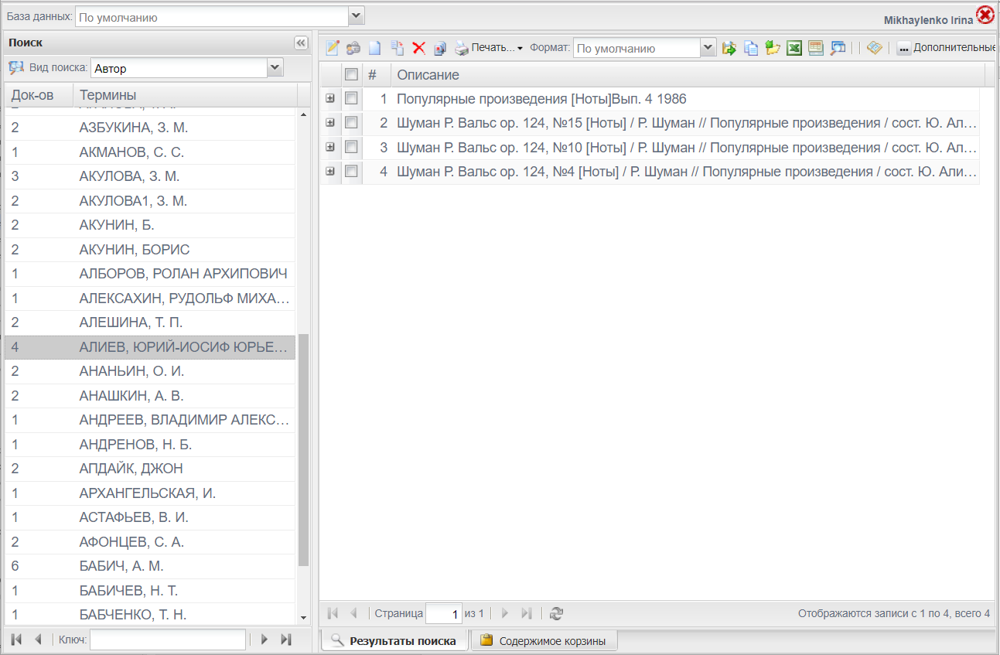 База данных: По умолчанию
Mikhaylenko Irina
Поиск
Вид поиска: Автор
Док-ов Термины
2 АЗБУКИНА, З. М.
1 АКМАНОВ, С. С.
3 АКУЛОВА, З. М.
2 АКУЛОВА1, З. М.
2 АКУНИН, Б.
2 АКУНИН, БОРИС
1 АЛБОРОВ, РОЛАН АРХИПОВИЧ
1 АЛЕКСАХИН, РУДОЛЬФ МИХА...
2 АЛЕШИНА, Т. П.
4 АЛИЕВ, ЮРИЙ-ИОСИФ ЮРЬЕ...
2 АНАНЬИН, О. И.
2 АНАШКИН, А. В.
1 АНДРЕЕВ, ВЛАДИМИР АЛЕКС...
1 АНДРЕНОВ, Н. Б.
2 АПДАЙК, ДЖОН
1 АРХАНГЕЛЬСКАЯ, И.
1 АСТАФЬЕВ, В. И.
2 АФОНЦЕВ, С. А.
6 БАБИЧ, А. М.
1 БАБИЧЕВ, Н. Т.
1 БАБЧЕНКО, Т. Н.
Ключ:
Печать... Формат: По умолчанию ... Дополнительные
# Описание
1 Популярные произведения [Ноты]Вып. 4 1986
2 Шуман Р. Вальс ор. 124, №15 [Ноты] / Р. Шуман // Популярные произведения / сост. Ю. Ал...
3 Шуман Р. Вальс ор. 124, №10 [Ноты] / Р. Шуман // Популярные произведения / сост. Ю. Ал...
4 Шуман Р. Вальс ор. 124, №4 [Ноты] / Р. Шуман // Популярные произведения / сост. Ю. Али...
Страница 1 из 1
Отображаются записи с 1 по 4, всего 4
Результаты поиска
Содержимое корзины